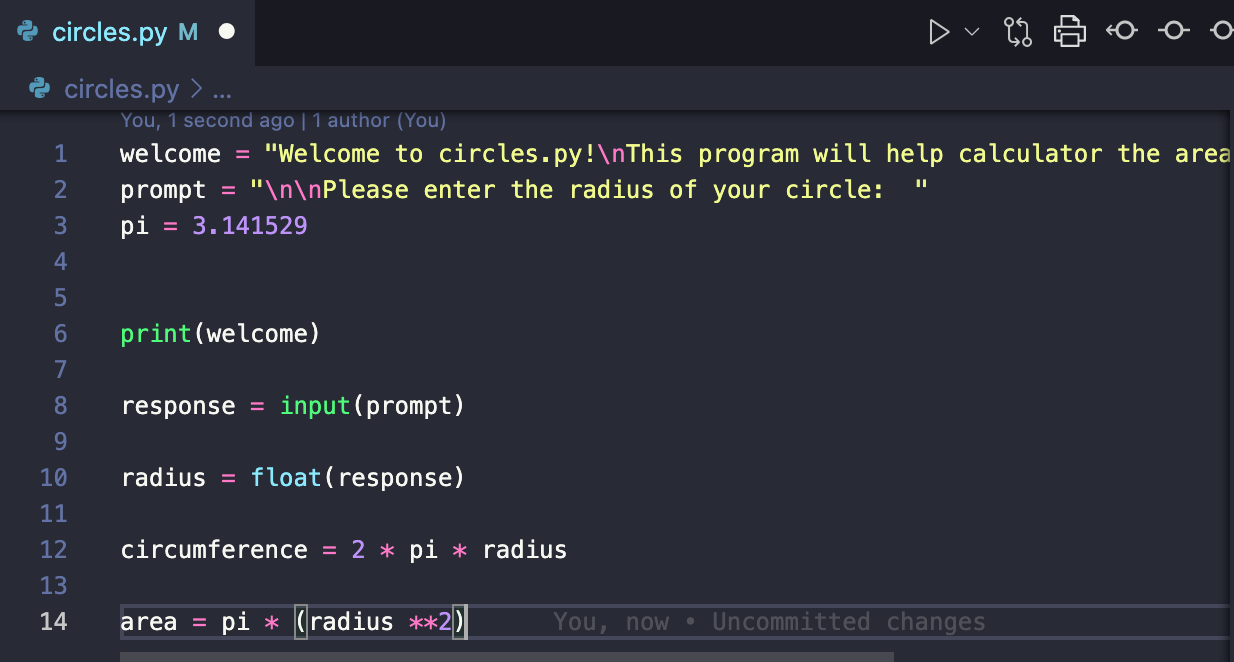 circles.py M
circles.py > ...
You, 1 second ago | 1 author (You)
1 welcome = "Welcome to circles.py!\nThis program will help calculator the area
2 prompt = "\n\nPlease enter the radius of your circle:  "
3 pi = 3.141529
4
5
6 print(welcome)
7
8 response = input(prompt)
9
10 radius = float(response)
11
12 circumference = 2 * pi * radius
13
14 area = pi * (radius **2) You, now • Uncommitted changes